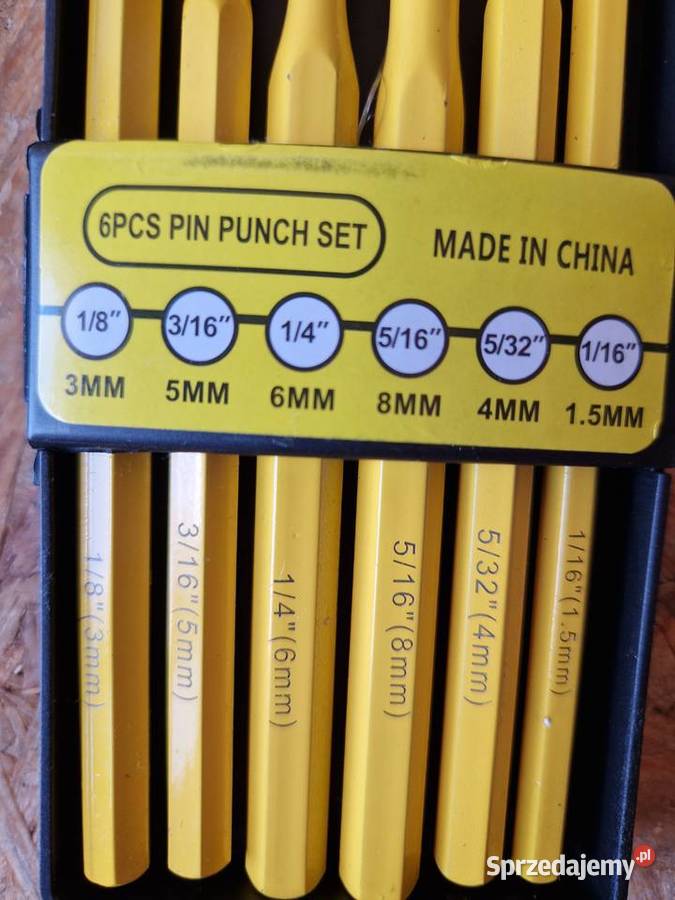 6PCS PIN PUNCH SET
MADE IN CHINA
1/8" 3/16" 1/4" 5/16" 5/32" 1/16"
3MM 5MM 6MM 8MM 4MM 1.5MM
1/8"(3mm)
3/16"(5mm)
1/4"(6mm)
5/16"(8mm)
5/32"(4mm)
1/16"(1.5mm)
Sprzedajemy.pl